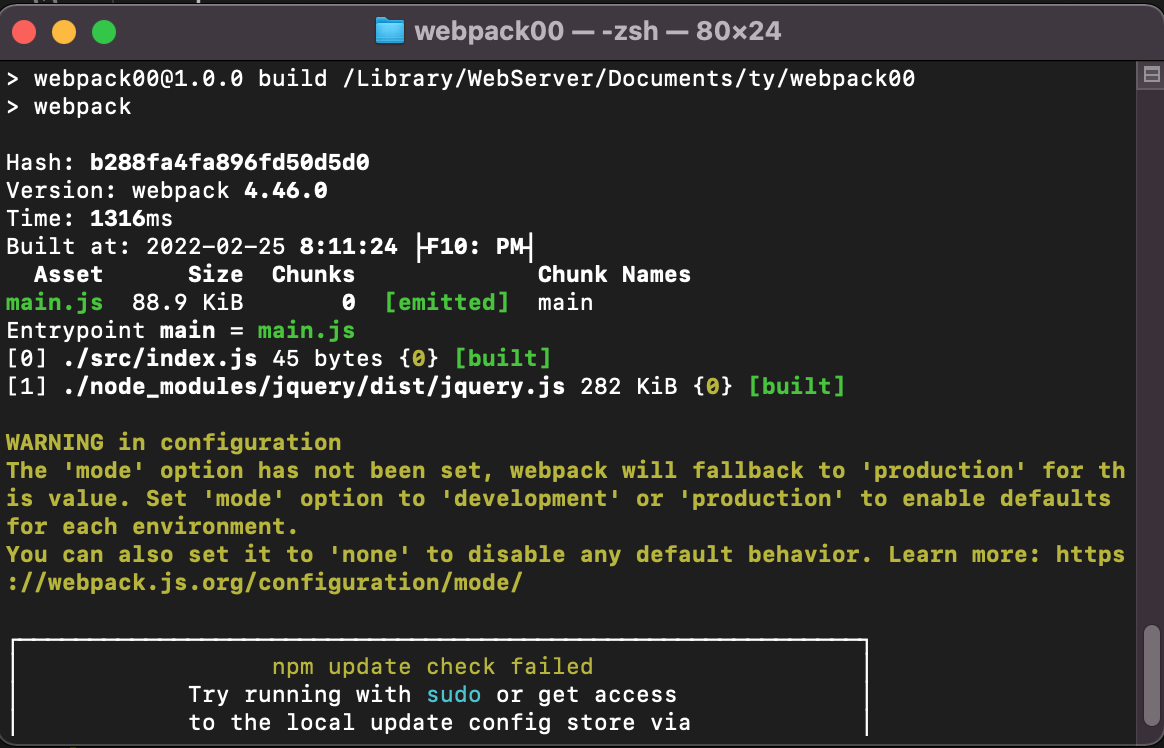 webpack00 — -zsh — 80×24
> webpack00@1.0.0 build /Library/WebServer/Documents/ty/webpack00
> webpack
Hash: b288fa4fa896fd50d5d0
Version: webpack 4.46.0
Time: 1316ms
Built at: 2022-02-25 8:11:24 ├F10: PM┤
Asset Size Chunks Chunk Names
main.js 88.9 KiB 0 [emitted] main
Entrypoint main = main.js
[0] ./src/index.js 45 bytes {0} [built]
[1] ./node_modules/jquery/dist/jquery.js 282 KiB {0} [built]
WARNING in configuration
The 'mode' option has not been set, webpack will fallback to 'production' for th
is value. Set 'mode' option to 'development' or 'production' to enable defaults
for each environment.
You can also set it to 'none' to disable any default behavior. Learn more: https
://webpack.js.org/configuration/mode/
npm update check failed
Try running with sudo or get access
to the local update config store via